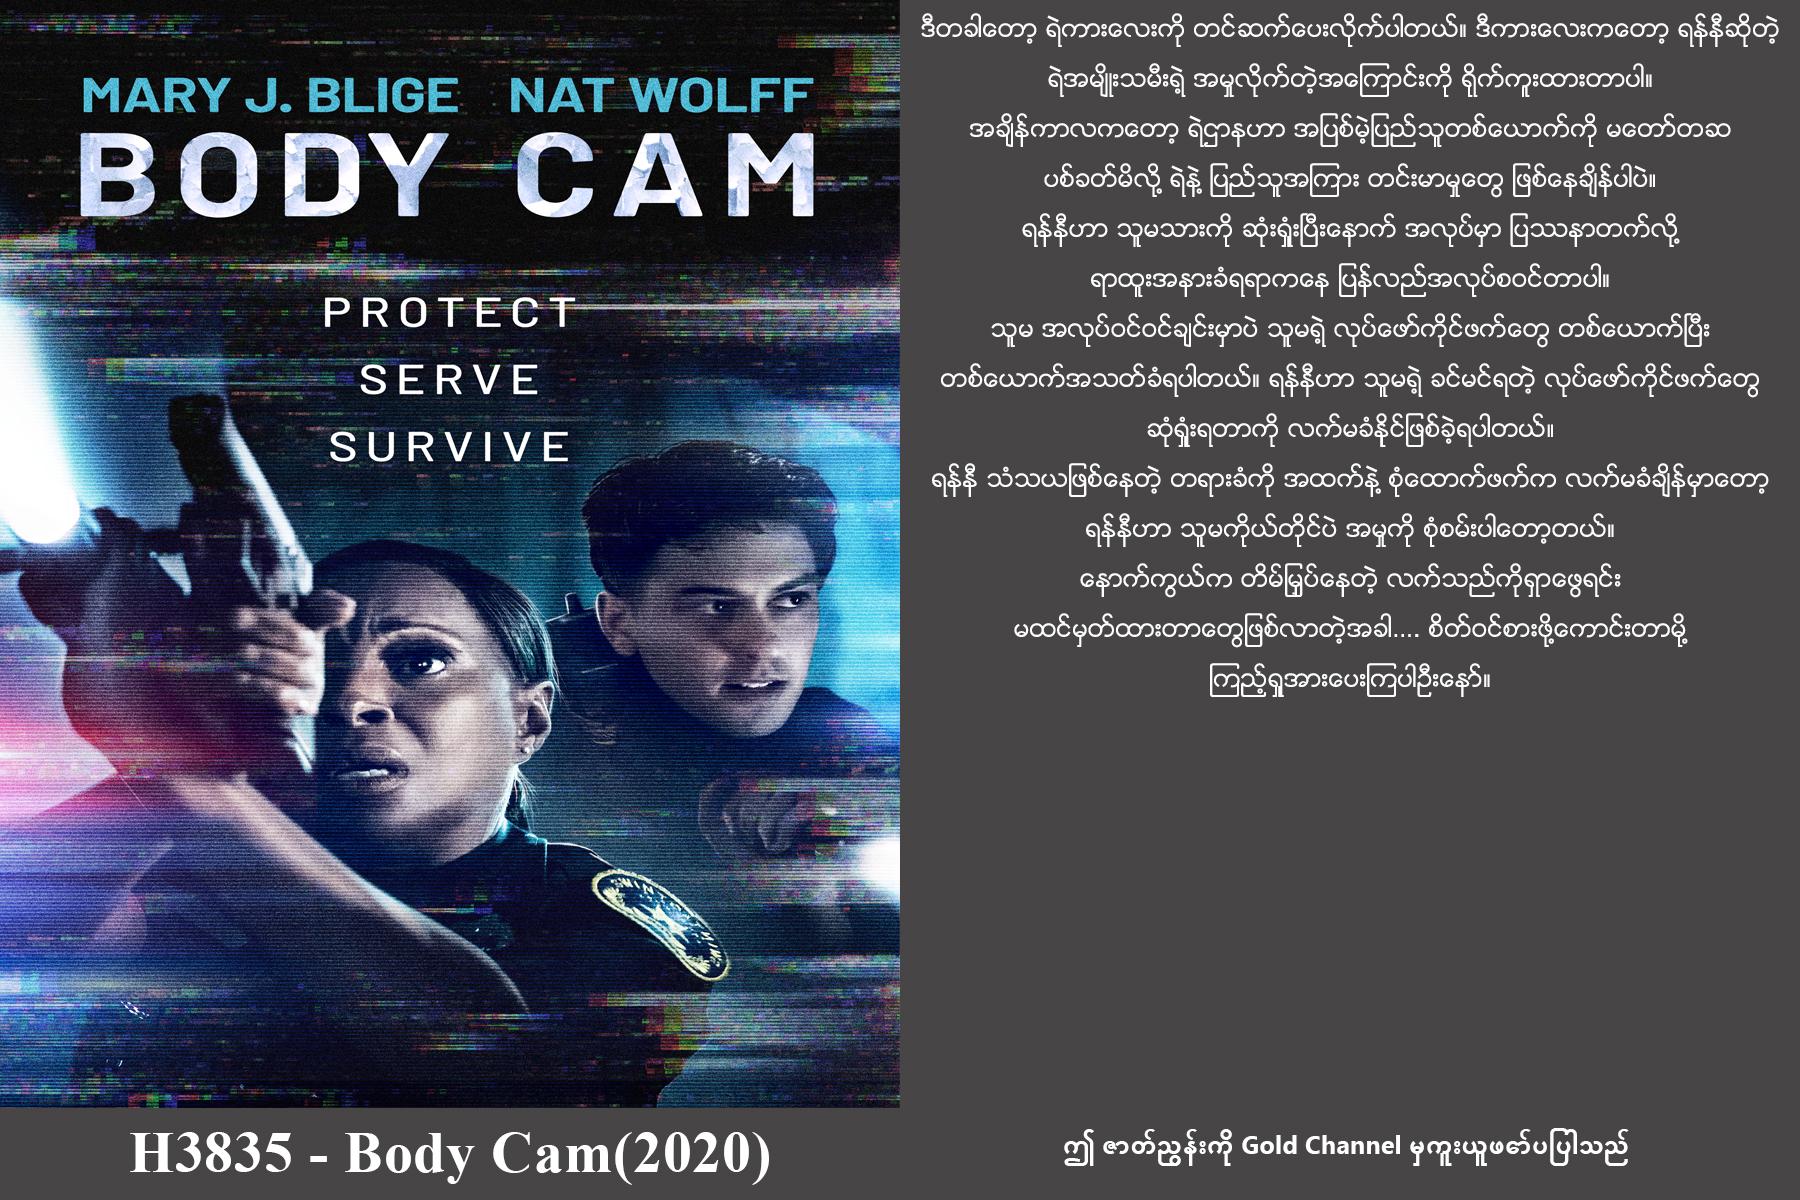 MARY J. BLIGE NAT WOLFF
BODY CAM
PROTECT
SERVE
SURVIVE
H3835 - Body Cam(2020)
ဒီတခါတော့ ရဲကားလေးကို တင်ဆက်ပေးလိုက်ပါတယ်။ ဒီကားလေးကတော့ ရန်နီဆိုတဲ့
ရဲအမျိုးသမီးရဲ့ အမှုလိုက်တဲ့အကြောင်းကို ရိုက်ကူးထားတာပါ။
အချိန်ကာလကတော့ ရဲဌာနဟာ အပြစ်မဲ့ပြည်သူတစ်ယောက်ကို မတော်တဆ
ပစ်ခတ်မိလို့ ရဲနဲ့ ပြည်သူအကြား တင်းမာမှုတွေ ဖြစ်နေချိန်ပါပဲ။
ရန်နီဟာ သူမသားကို ဆုံးရှုံးပြီးနောက် အလုပ်မှာ ပြဿနာတက်လို့
ရာထူးအနားခံရရာကနေ ပြန်လည်အလုပ်စဝင်တာပါ။
သူမ အလုပ်ဝင်ဝင်ချင်းမှာပဲ သူမရဲ့ လုပ်ဖော်ကိုင်ဖက်တွေ တစ်ယောက်ပြီး
တစ်ယောက်အသတ်ခံရပါတယ်။ ရန်နီဟာ သူမရဲ့ ခင်မင်ရတဲ့ လုပ်ဖော်ကိုင်ဖက်တွေ
ဆုံရှုံးရတာကို လက်မခံနိုင်ဖြစ်ခဲ့ရပါတယ်။
ရန်နီ သံသယဖြစ်နေတဲ့ တရားခံကို အထက်နဲ့ စုံထောက်ဖက်က လက်မခံချိန်မှာတော့
ရန်နီဟာ သူမကိုယ်တိုင်ပဲ အမှုကို စုံစမ်းပါတော့တယ်။
နောက်ကွယ်က တိမ်မြှုပ်နေတဲ့ လက်သည်ကိုရှာဖွေရင်း
မထင်မှတ်ထားတာတွေဖြစ်လာတဲ့အခါ.... စိတ်ဝင်စားဖို့ကောင်းတာမို့
ကြည့်ရှုအားပေးကြပါဦးနော်။
ဤ ဇာတ်ညွှန်းကို Gold Channel မှကူးယူဖော်ပပြါသည်